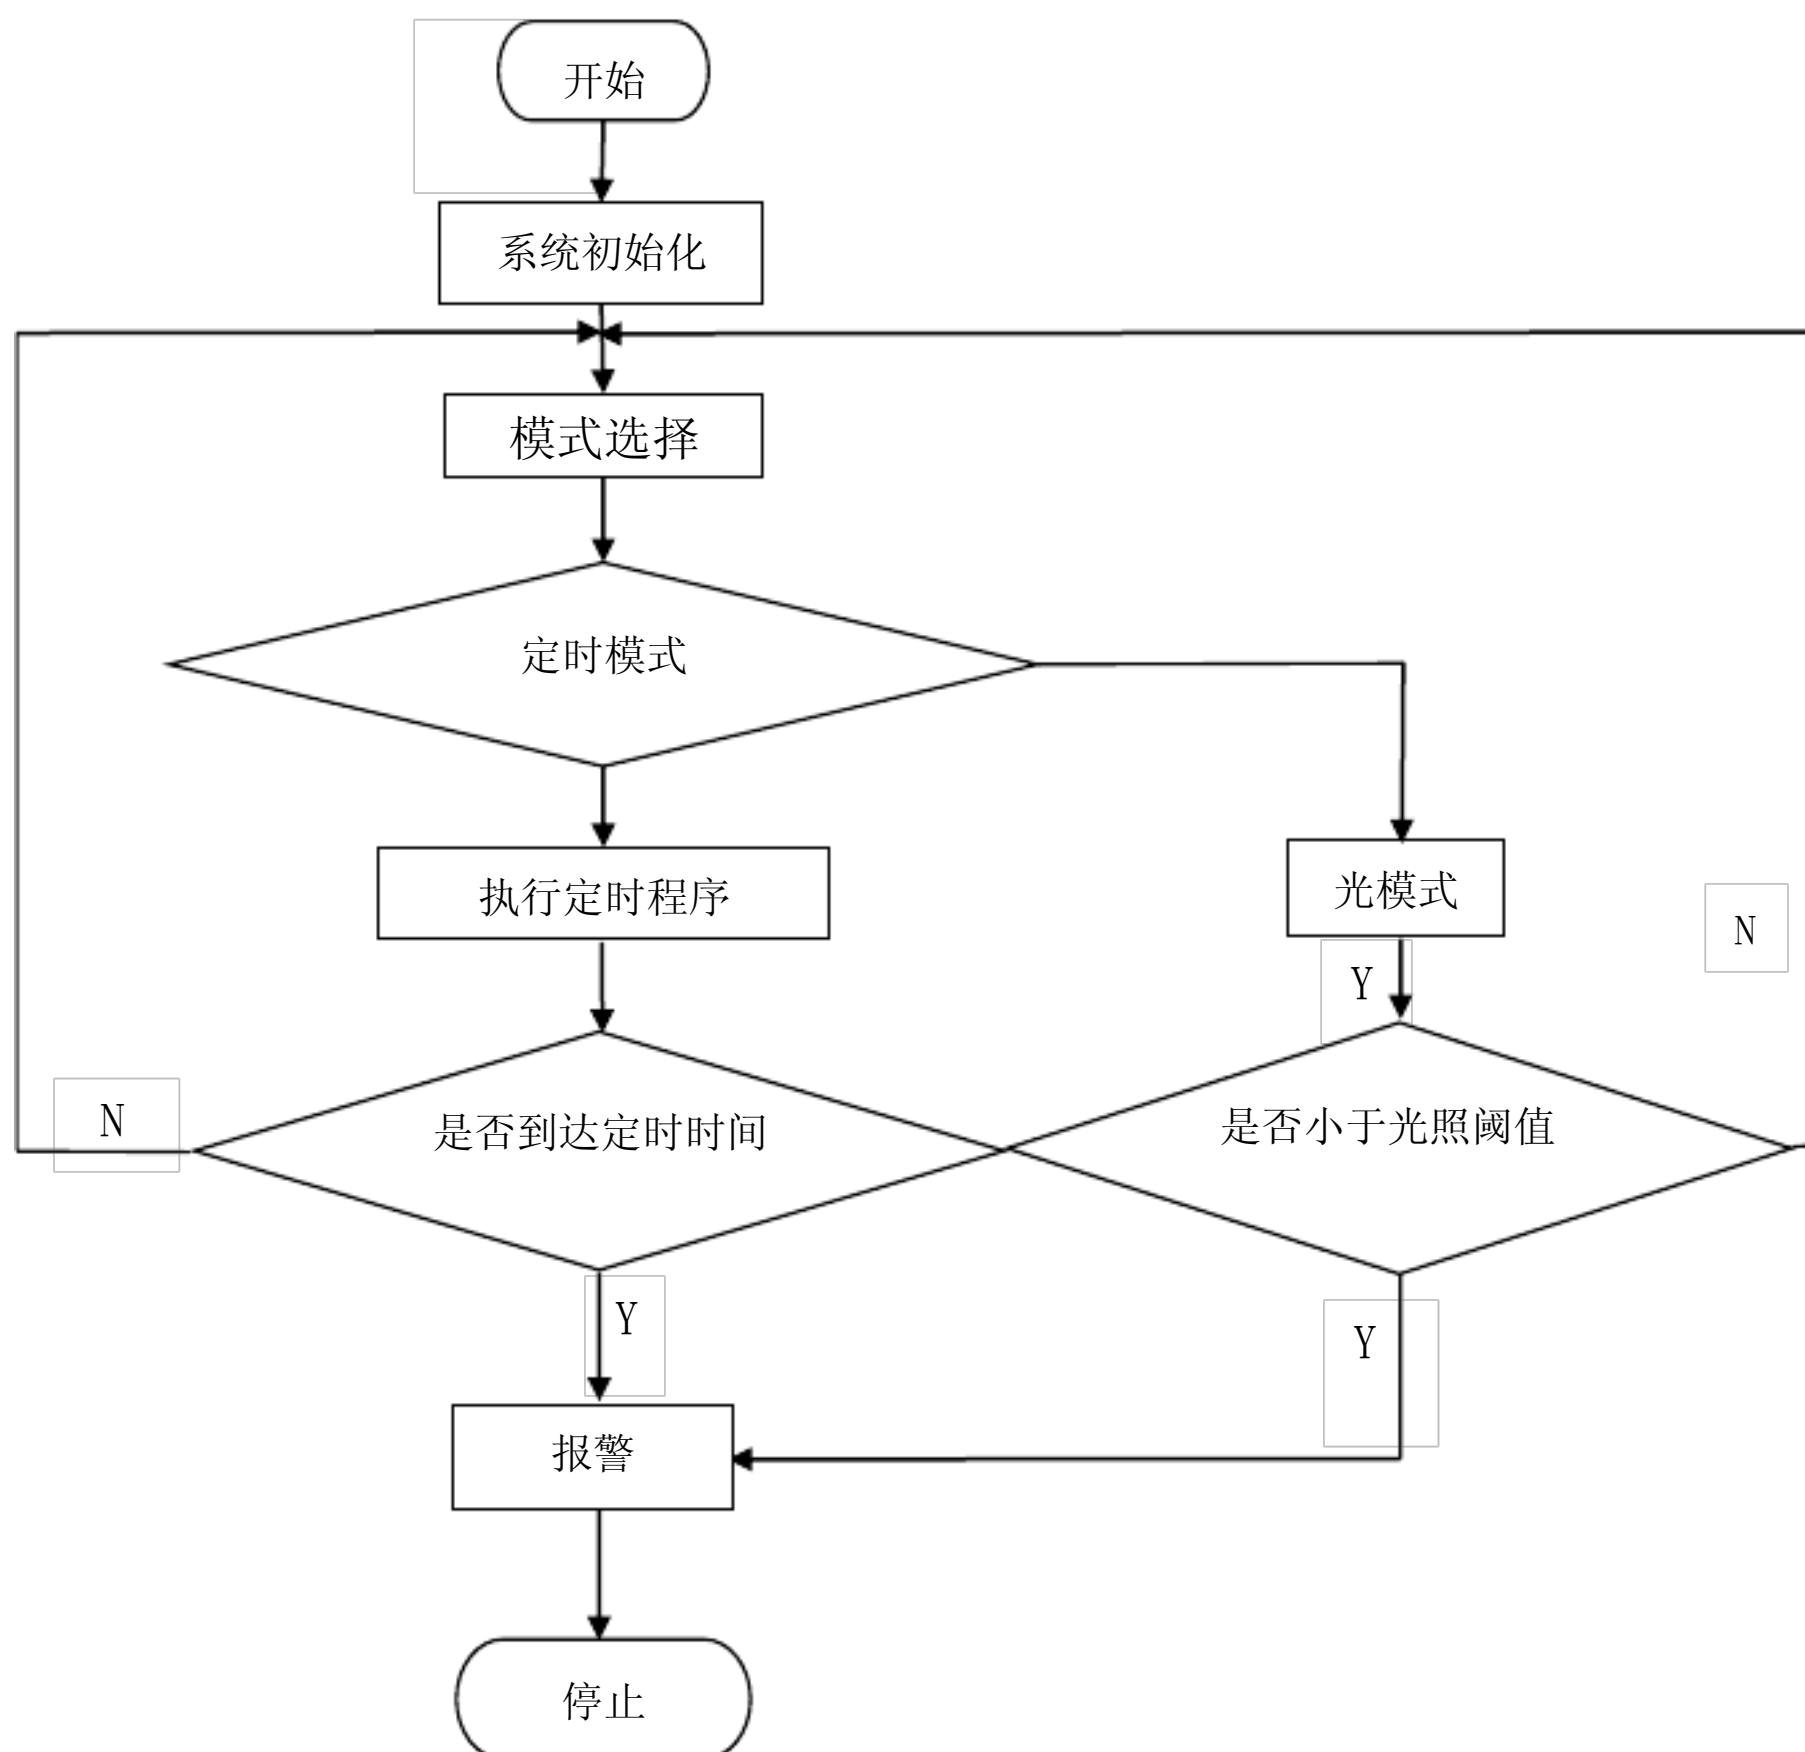 开始
系统初始化
模式选择
定时模式
执行定时程序
光模式
N
Y
N
是否到达定时时间
是否小于光照阈值
Y
Y
报警
停止